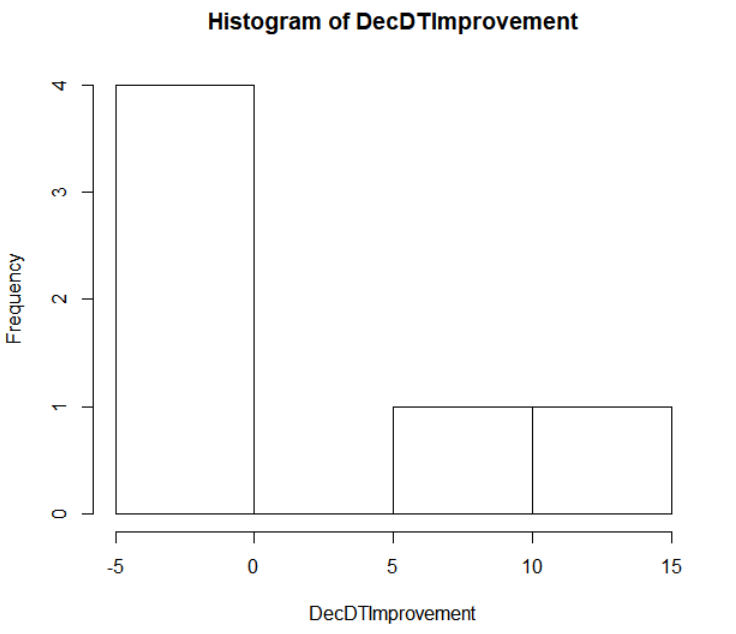 Histogram of DecDTImprovement
4
3
2
1
0
Frequency
-5 0 5 10 15
DecDTImprovement